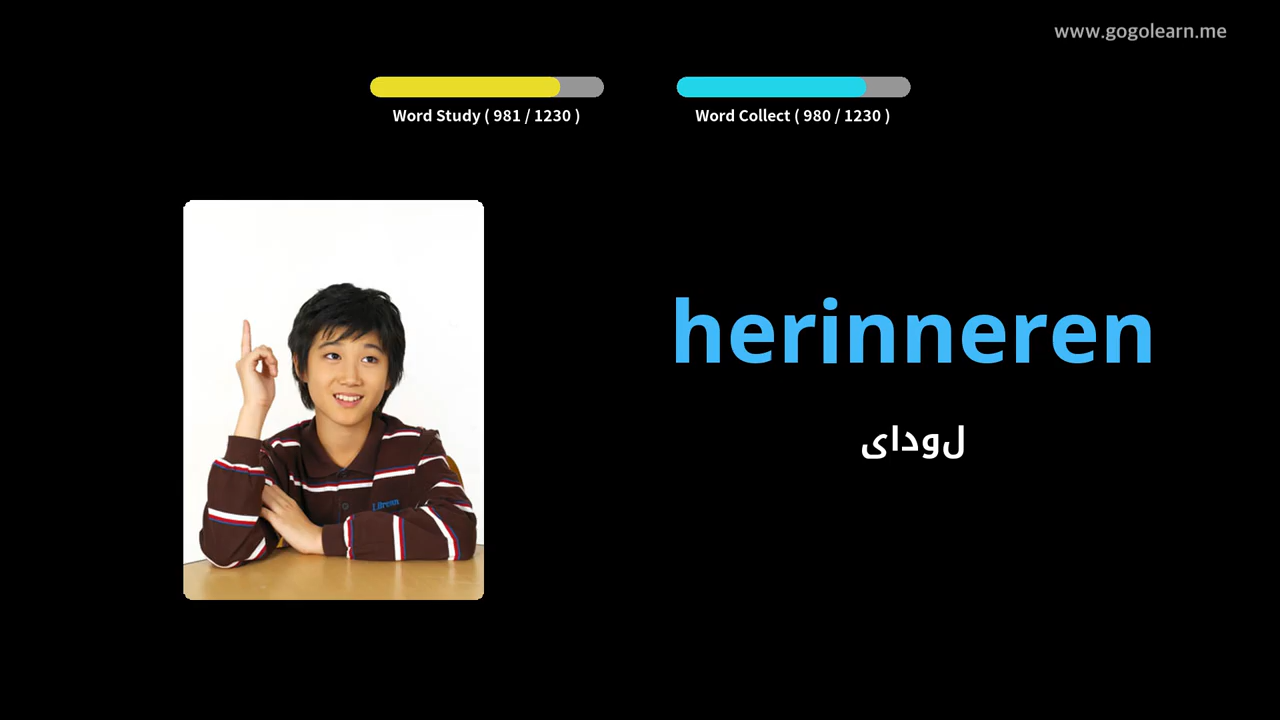 www.gogolearn.me
Word Study ( 981 / 1230 )
Word Collect ( 980 / 1230 )
herinneren
لودای